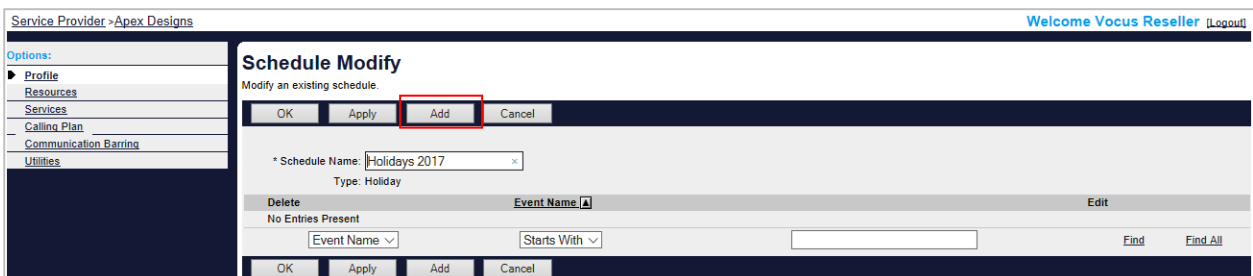 Service Provider >Apex Designs
Welcome Vocus Reseller [Logout]
Options:
Profile
Resources
Services
Calling Plan
Communication Barring
Utilities
Schedule Modify
Modify an existing schedule.
OK Apply Add Cancel
* Schedule Name: Holidays 2017 ×
Type: Holiday
Delete Event Name Edit
No Entries Present
Event Name Starts With Find Find All
OK Apply Add Cancel